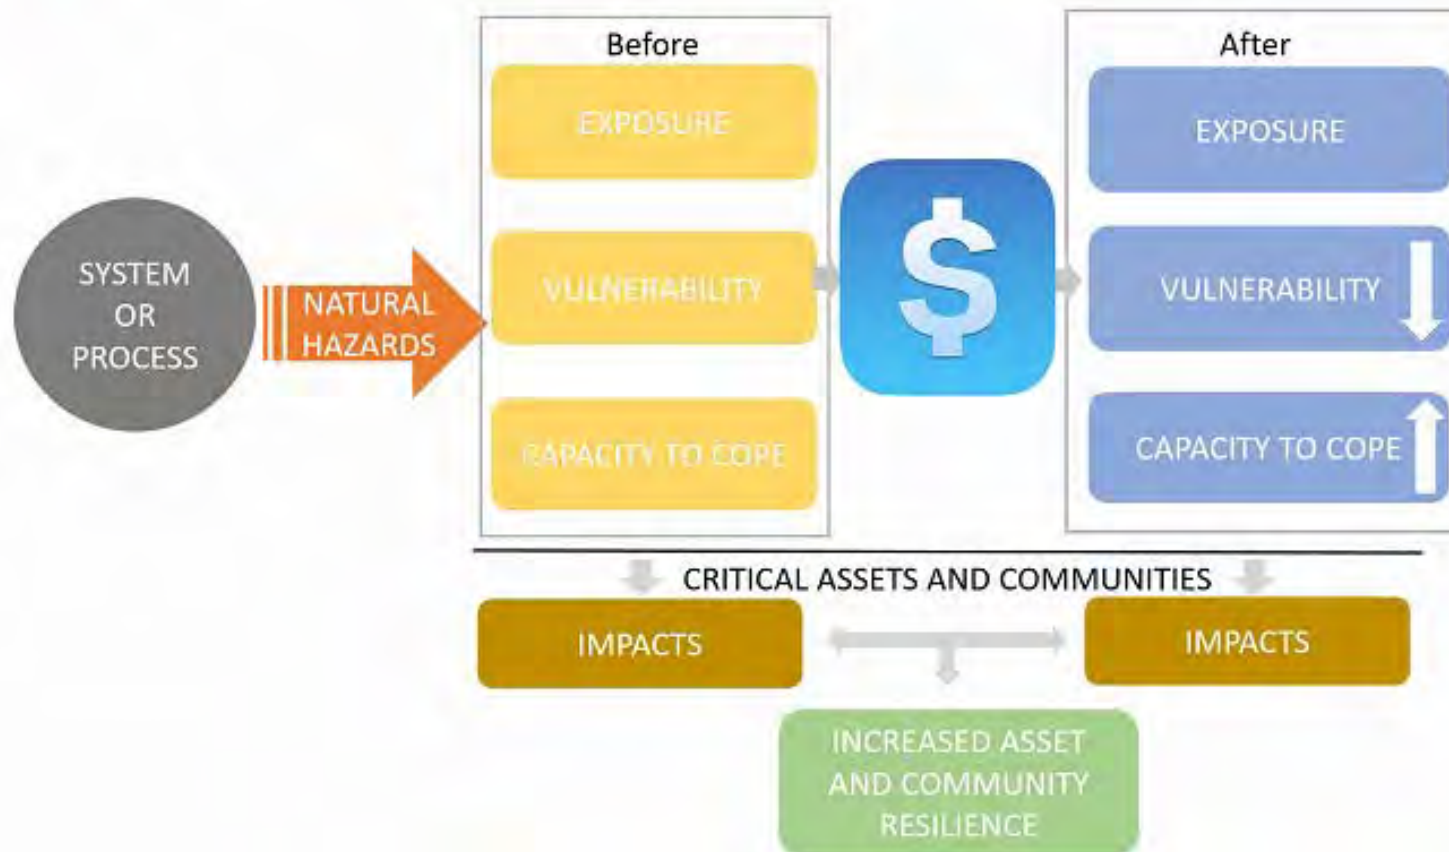 Before
After
EXPOSURE
EXPOSURE
SYSTEM
OR
PROCESS
NATURAL
HAZARDS
VULNERABILITY
$
VULNERABILITY
CAPACITY TO COPE
CAPACITY TO COPE
CRITICAL ASSETS AND COMMUNITIES
IMPACTS
IMPACTS
INCREASED ASSET
AND COMMUNITY
RESILIENCE